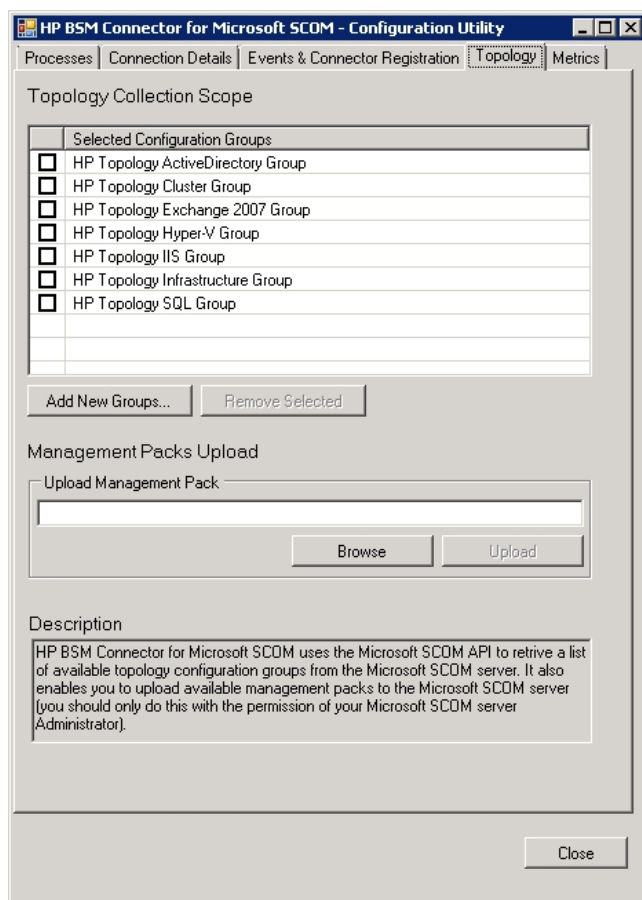 HP BSM Connector for Microsoft SCOM - Configuration Utility
Processes Connection Details Events & Connector Registration Topology Metrics
Topology Collection Scope
Selected Configuration Groups
HP Topology ActiveDirectory Group
HP Topology Cluster Group
HP Topology Exchange 2007 Group
HP Topology Hyper-V Group
HP Topology IIS Group
HP Topology Infrastructure Group
HP Topology SQL Group
Add New Groups... Remove Selected
Management Packs Upload
Upload Management Pack
Browse Upload
Description
HP BSM Connector for Microsoft SCOM uses the Microsoft SCOM API to retrive a list
of available topology configuration groups from the Microsoft SCOM server. It also
enables you to upload available management packs to the Microsoft SCOM server
(you should only do this with the permission of your Microsoft SCOM server
Administrator).
Close